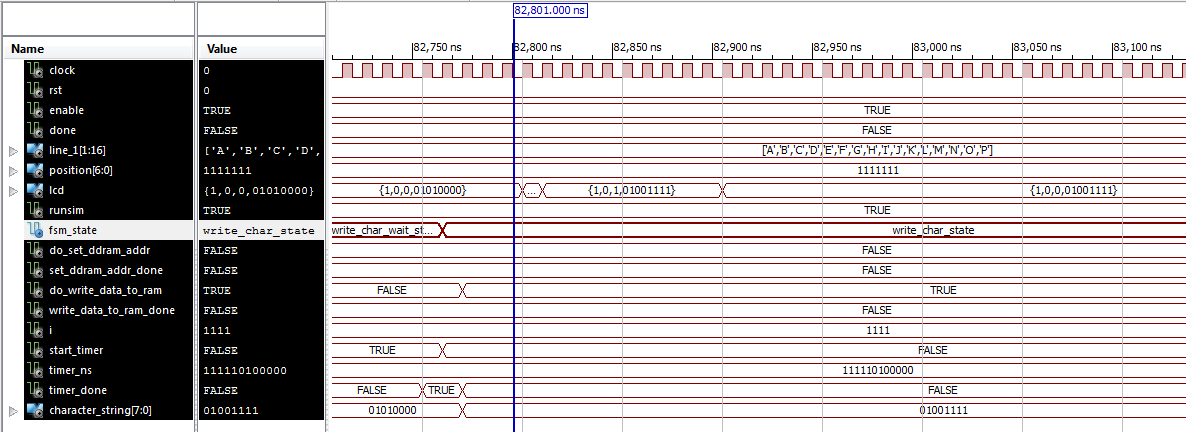 82,801.000 ns
82,750 ns 82,800 ns 82,850 ns 82,900 ns 82,950 ns 83,000 ns 83,050 ns 83,100 ns
Name Value
clock 0
rst 0
enable TRUE TRUE
done FALSE FALSE
line_1[1:16] ['A','B','C','D', ['A','B','C','D','E','F','G','H','I','J','K','L','M','N','O','P']
position[6:0] 1111111 1111111
lcd {1,0,0,01010000} {1,0,0,01010000} ... {1,0,1,01001111} {1,0,0,01001111}
runsim TRUE TRUE
fsm_state write_char_state write_char_wait_st... write_char_state
do_set_ddram_addr FALSE FALSE
set_ddram_addr_done FALSE FALSE
do_write_data_to_ram TRUE FALSE TRUE
write_data_to_ram_done FALSE FALSE
i 1111 1111
start_timer FALSE TRUE FALSE
timer_ns 111110100000 111110100000
timer_done FALSE FALSE TRUE FALSE
character_string[7:0] 01001111 01010000 01001111